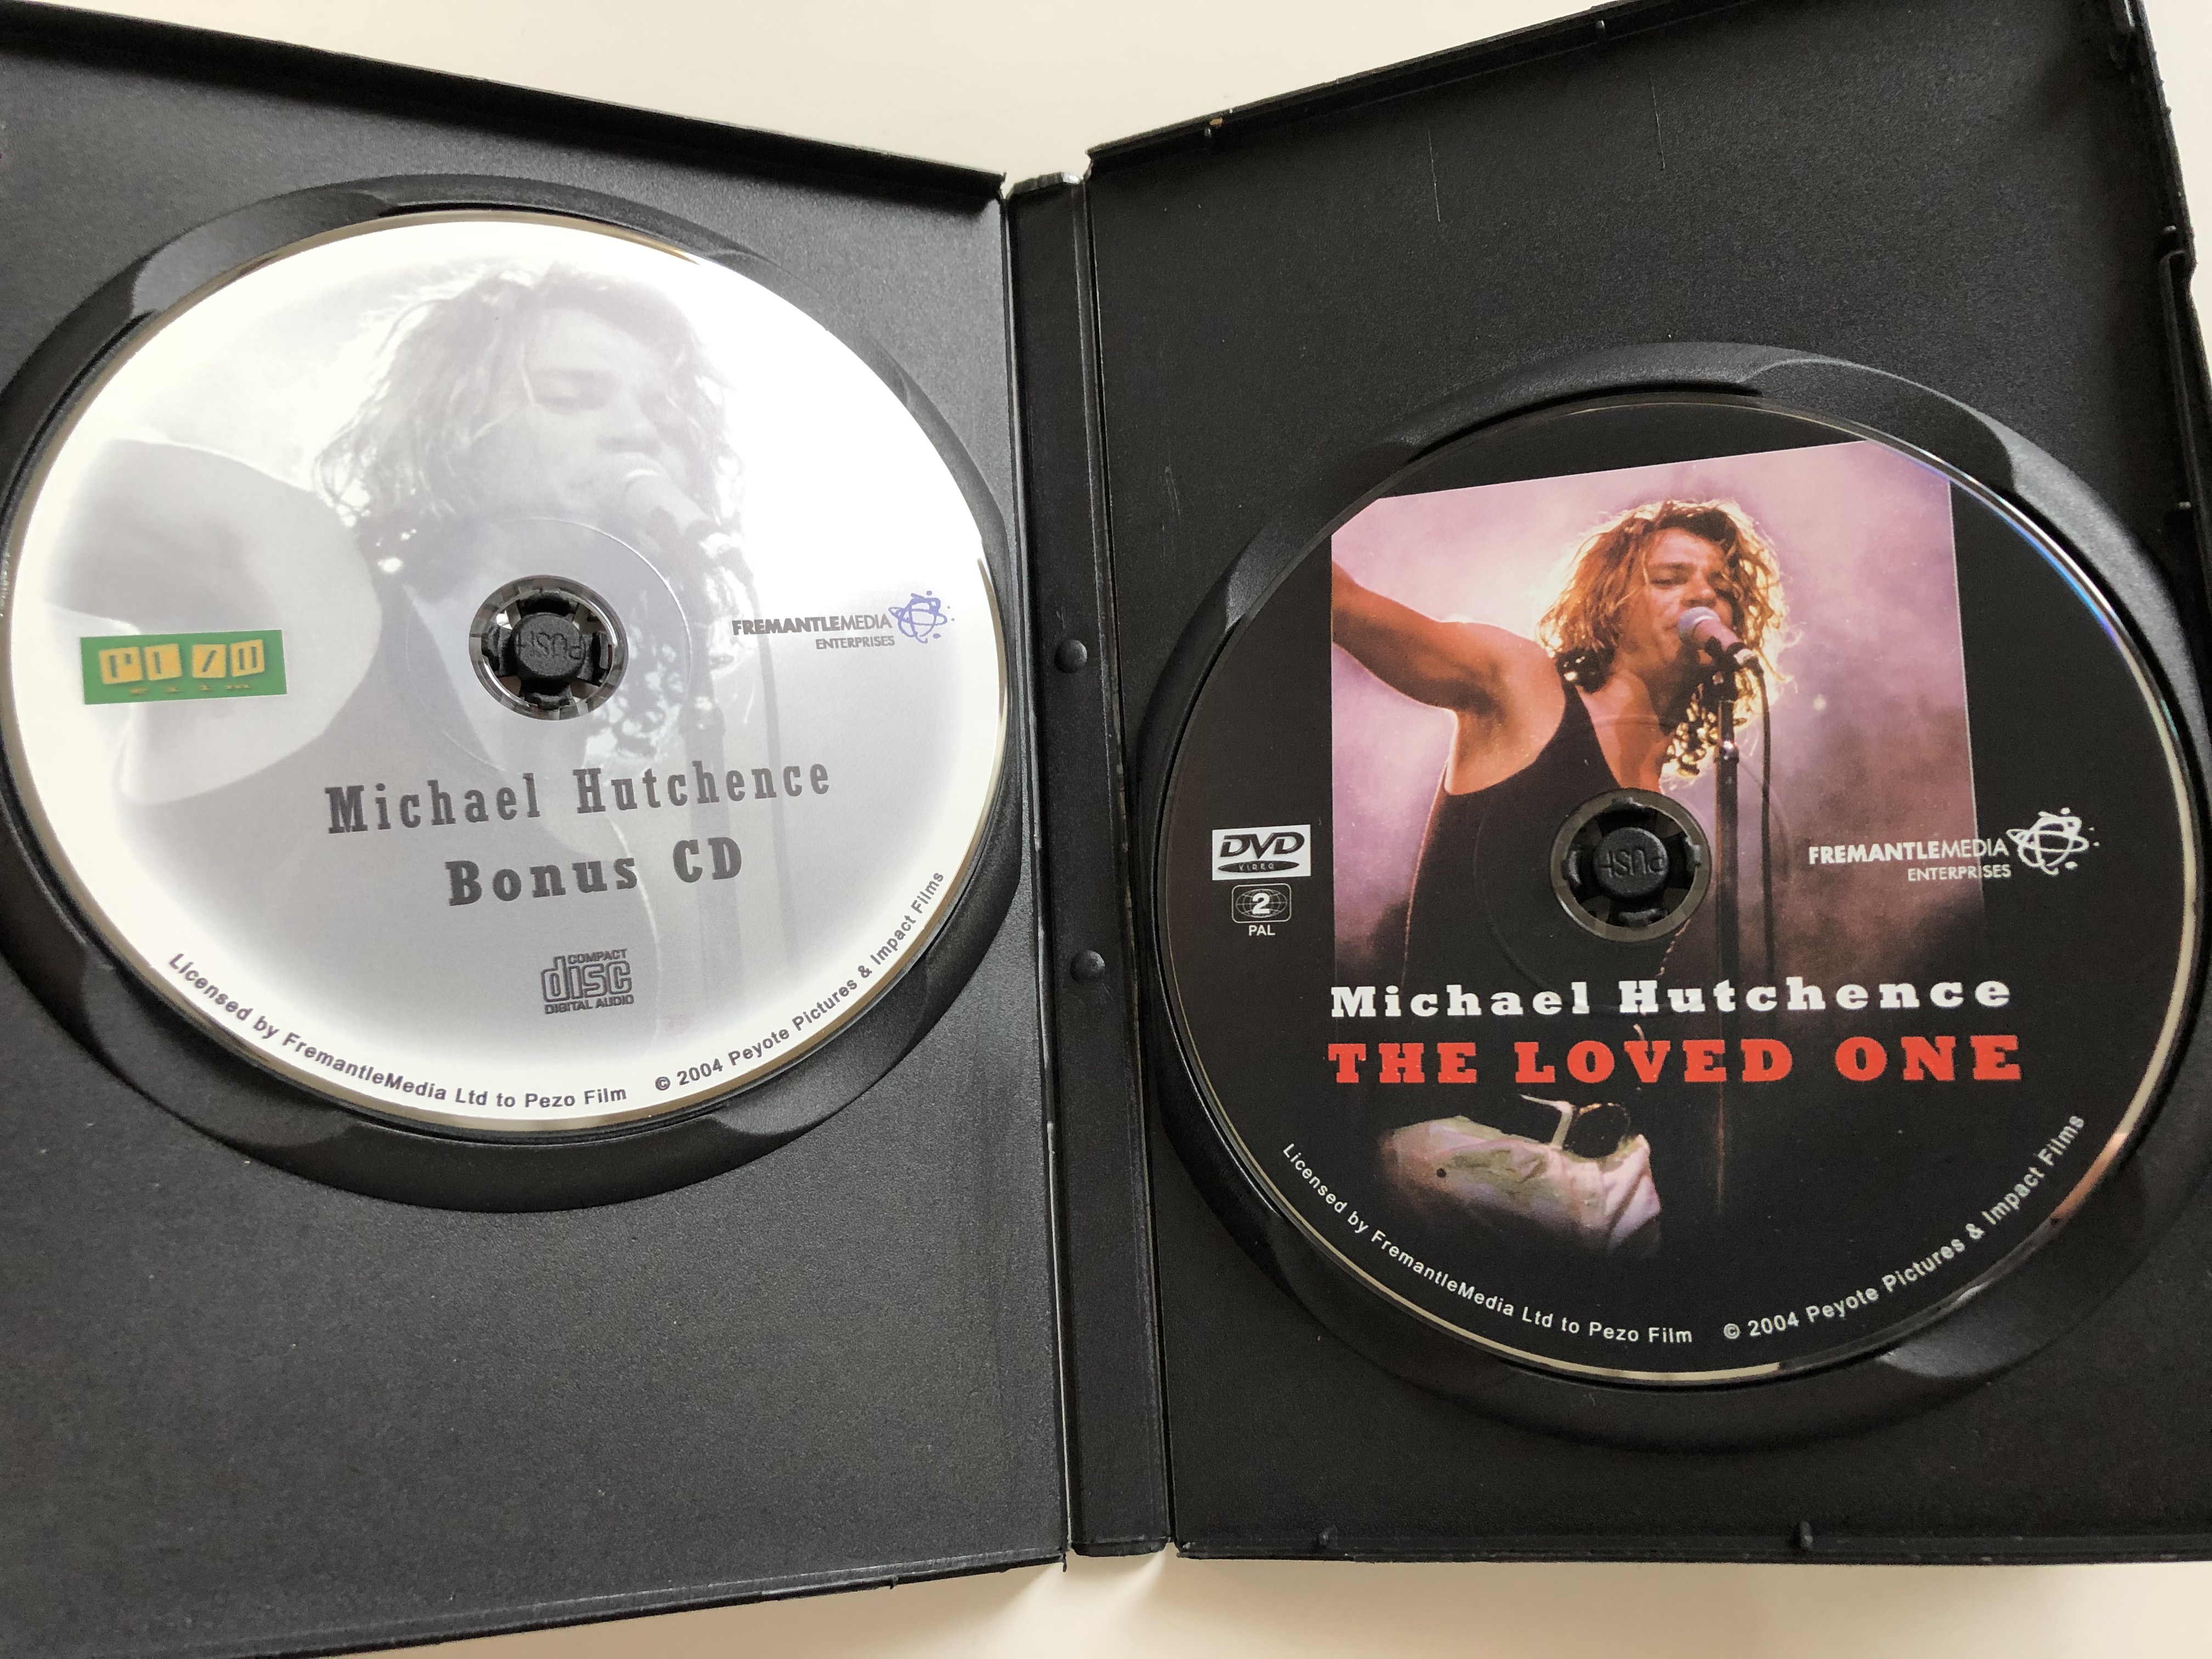 FREMANTLEMEDIA
ENTERPRISES
PEZO
Film
PUSH
Michael Hutchence
Bonus CD
COMPACT
disc
DIGITAL AUDIO
Licensed by FremantleMedia Ltd to Pezo Film © 2004 Peyote Pictures & Impact Films
DVD
VIDEO
2
PAL
PUSH
FREMANTLEMEDIA
ENTERPRISES
Michael Hutchence
THE LOVED ONE
Licensed by FremantleMedia Ltd to Pezo Film © 2004 Peyote Pictures & Impact Films